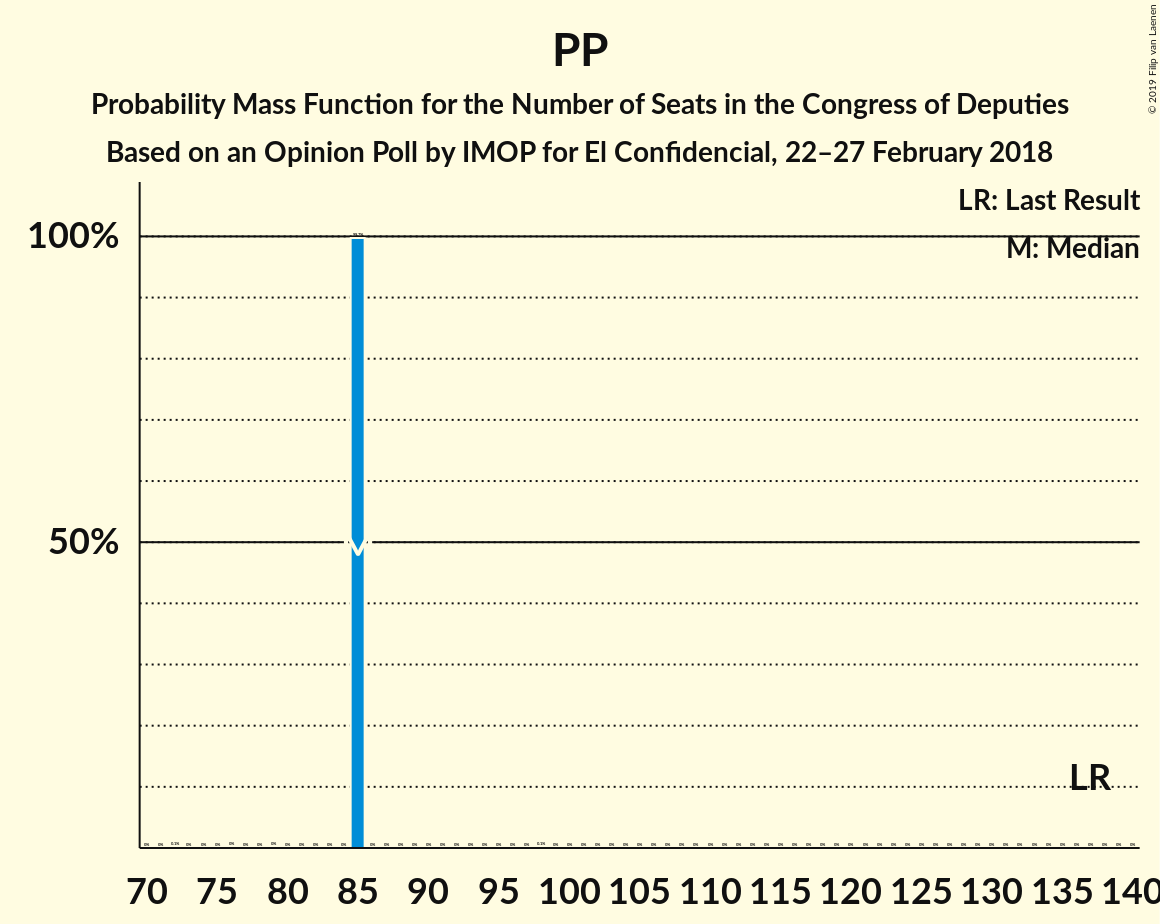 PP
Probability Mass Function for the Number of Seats in the Congress of Deputies
Based on an Opinion Poll by IMOP for El Confidencial, 22–27 February 2018
© 2019 Filip van Laenen
LR: Last Result
M: Median
100%
50%
LR
70 75 80 85 90 95 100 105 110 115 120 125 130 135 140